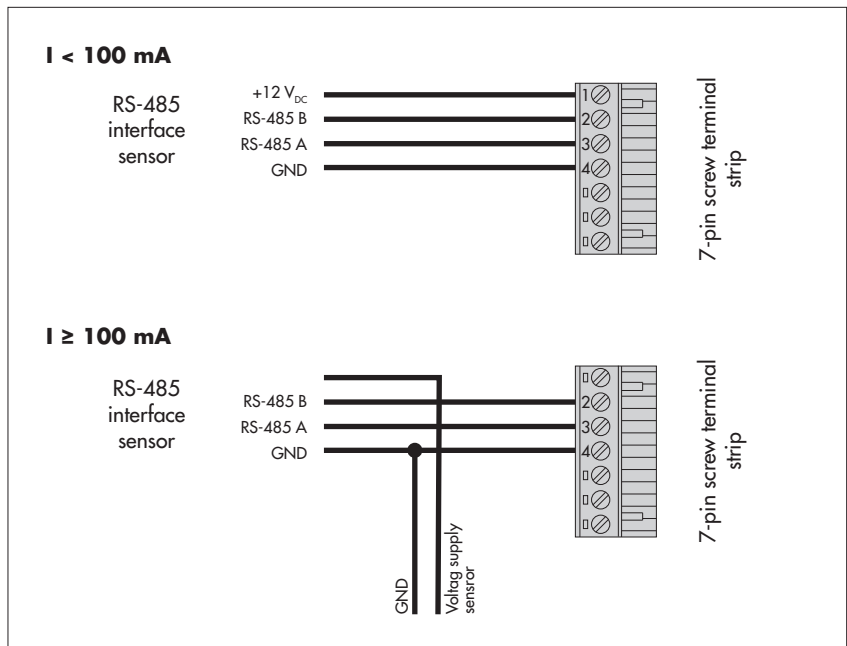 I < 100 mA
RS-485
interface
sensor
+12 V_DC
RS-485 B
RS-485 A
GND
1
2
3
4
7-pin screw terminal
strip
I ≥ 100 mA
RS-485
interface
sensor
RS-485 B
RS-485 A
GND
2
3
4
7-pin screw terminal
strip
GND
Voltag supply
sensror